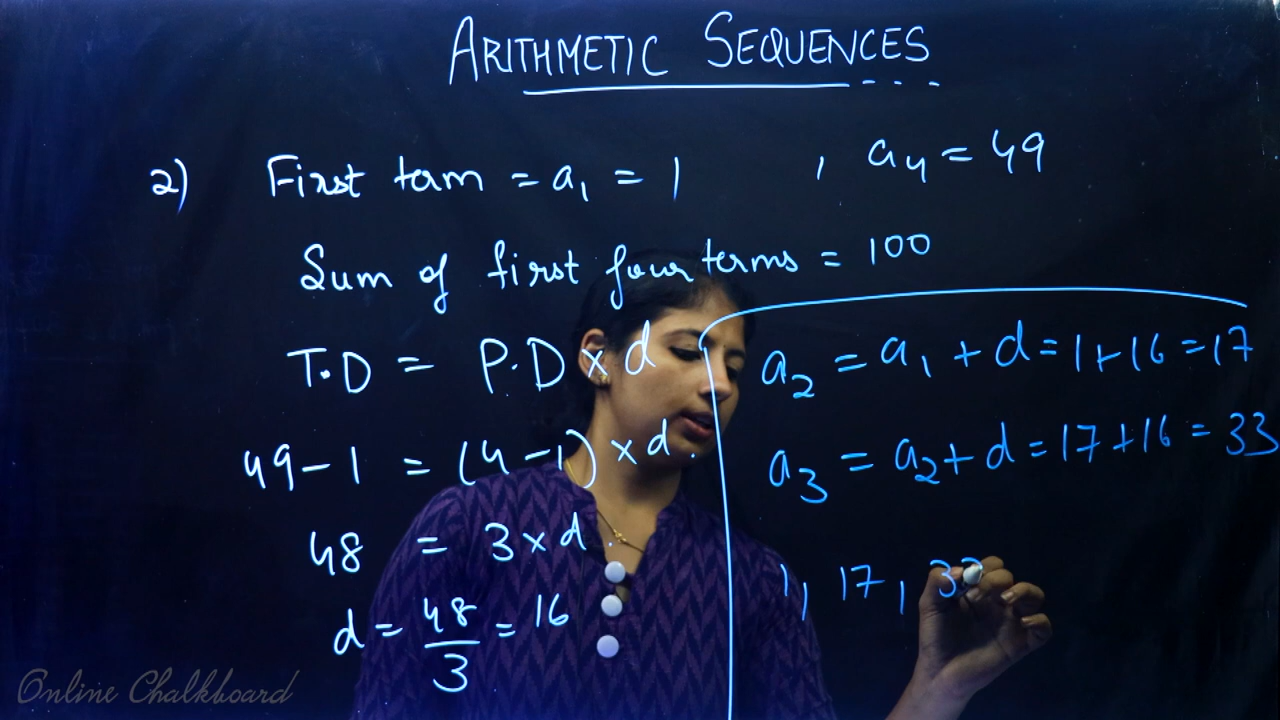 ARITHMETIC SEQUENCES
2) First term = a₁ = 1 , a₄ = 49
Sum of first four terms = 100
T.D = P.D x d
49 - 1 = (4 - 1) x d.
48 = 3 x d.
d = 48/3 = 16
a₂ = a₁ + d = 1 + 16 = 17
a₃ = a₂ + d = 17 + 16 = 33
1, 17, 33
Online Chalkboard